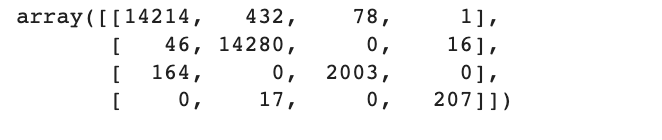 array([[14214, 432, 78, 1],
[ 46, 14280, 0, 16],
[ 164, 0, 2003, 0],
[ 0, 17, 0, 207]])